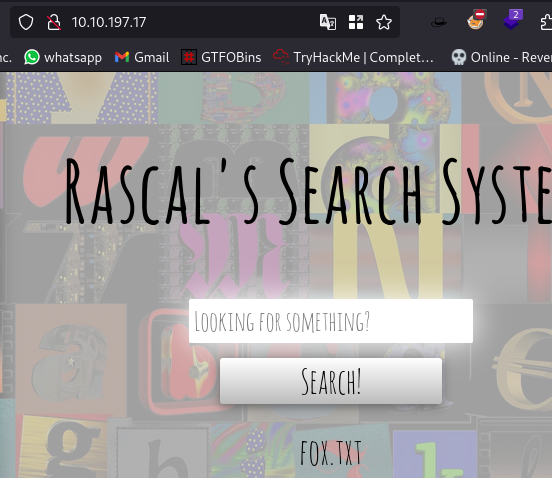 10.10.197.17
2
nc. whatsapp Gmail GTFOBins TryHackMe | Complet... Online - Rever
Rascal's Search Syste
Looking for something?
Search!
fox.txt